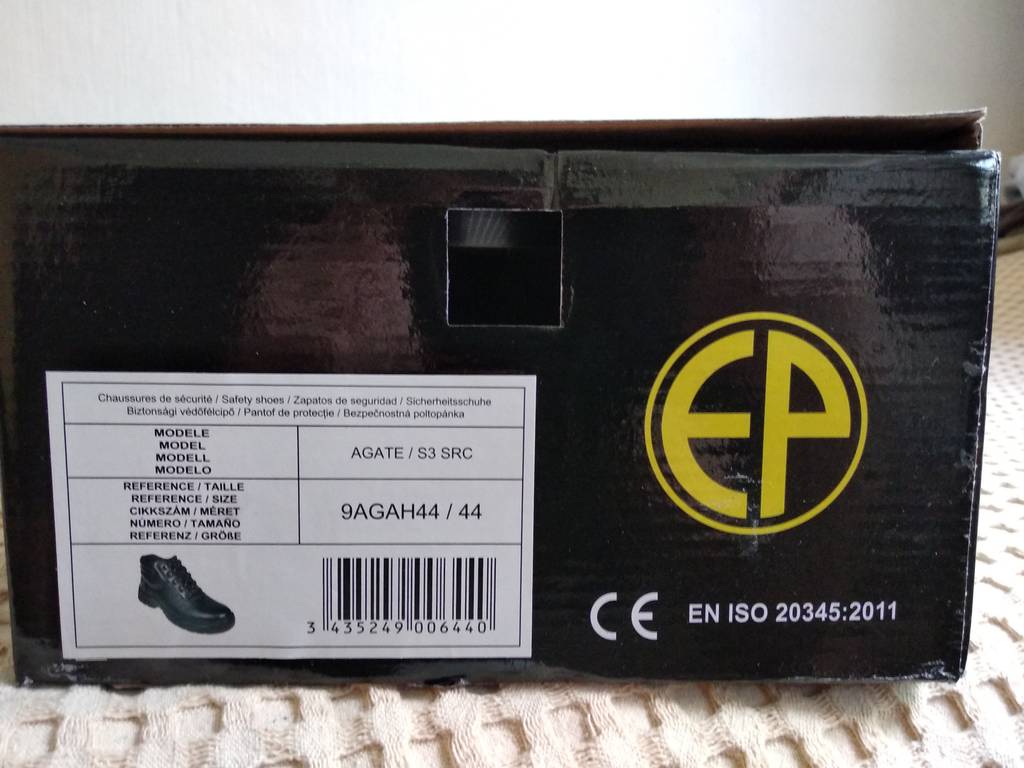 Chaussures de sécurité / Safety shoes / Zapatos de seguridad / Sicherheitsschuhe
Biztonsági védőfélcipő / Pantof de protecţie / Bezpečnostná poltopánka
MODELE
MODEL
MODELL
MODELO
AGATE / S3 SRC
REFERENCE / TAILLE
REFERENCE / SIZE
CIKKSZÁM / MÉRET
NÚMERO / TAMAÑO
REFERENZ / GRÖßE
9AGAH44 / 44
3 435249 006440
EP
CE EN ISO 20345:2011